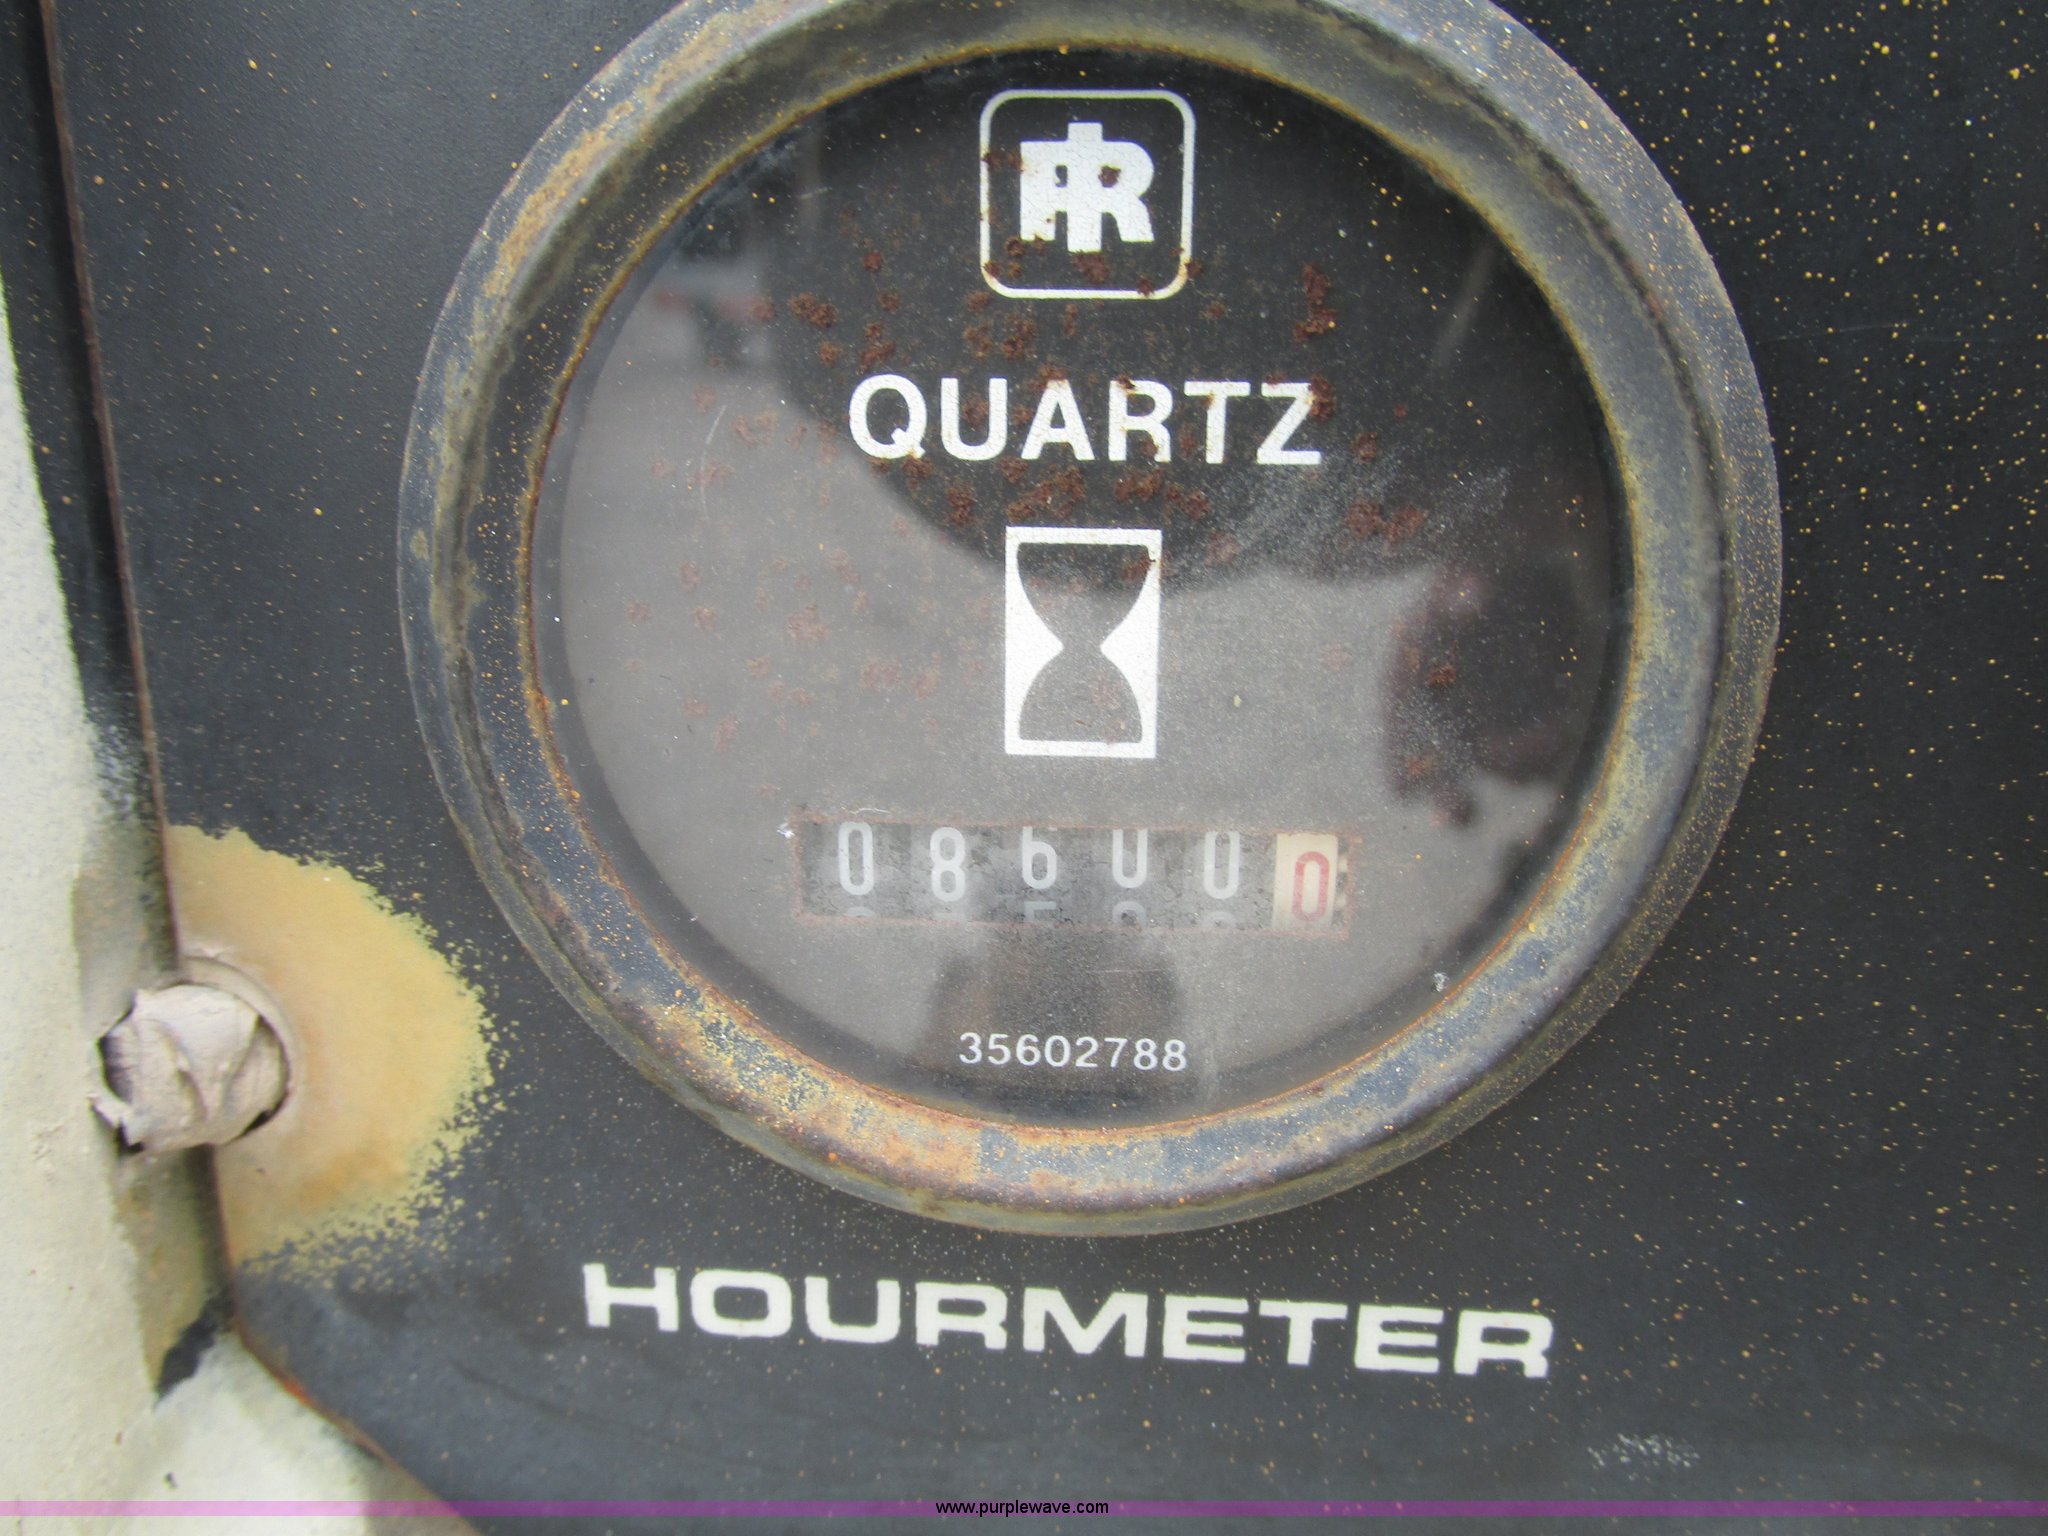 IR
QUARTZ
086000
35602788
HOURMETER
www.purplewave.com